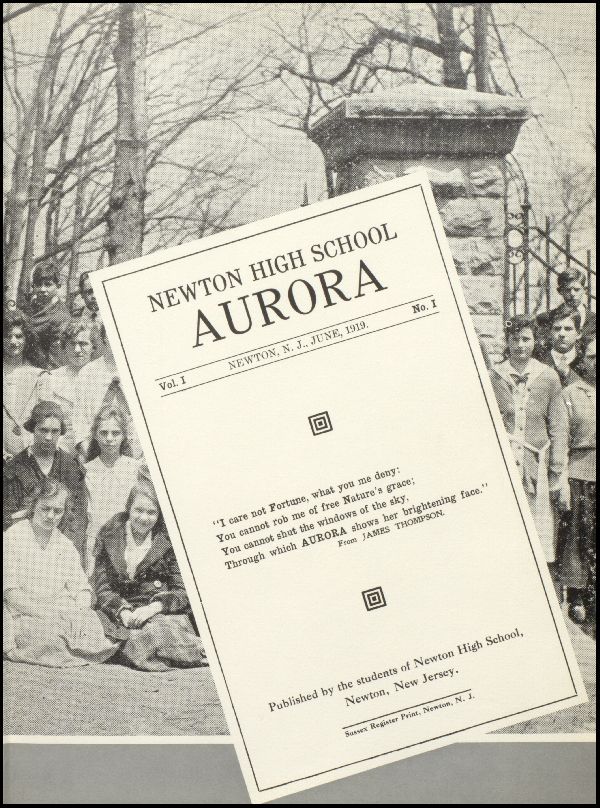 NEWTON HIGH SCHOOL
AURORA
Vol. I NEWTON, N. J., JUNE, 1919. No. I
"I care not Fortune, what you me deny:
You cannot rob me of free Nature's grace;
You cannot shut the windows of the sky,
Through which AURORA shows her brightening face."
From JAMES THOMPSON.
Published by the students of Newton High School,
Newton, New Jersey.
Sussex Register Print, Newton, N. J.